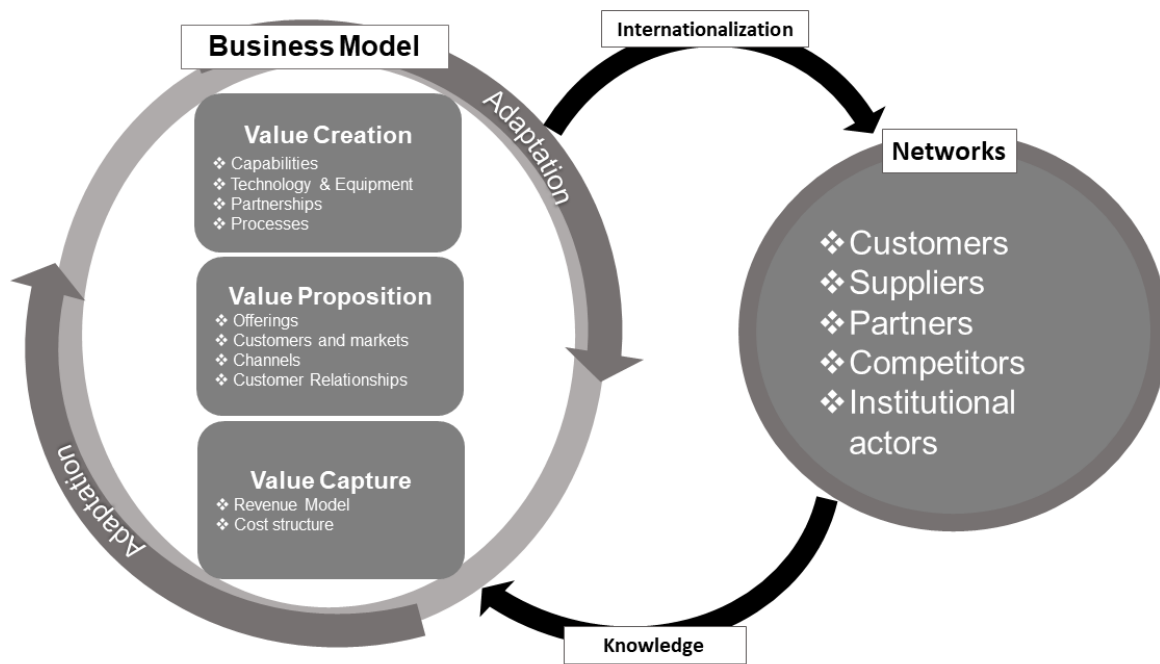 Business Model
Adaptation
Value Creation
❖ Capabilities
❖ Technology & Equipment
❖ Partnerships
❖ Processes
Value Proposition
❖ Offerings
❖ Customers and markets
❖ Channels
❖ Customer Relationships
Value Capture
❖ Revenue Model
❖ Cost structure
Adaptation
Internationalization
Networks
❖Customers
❖Suppliers
❖Partners
❖Competitors
❖Institutional
actors
Knowledge